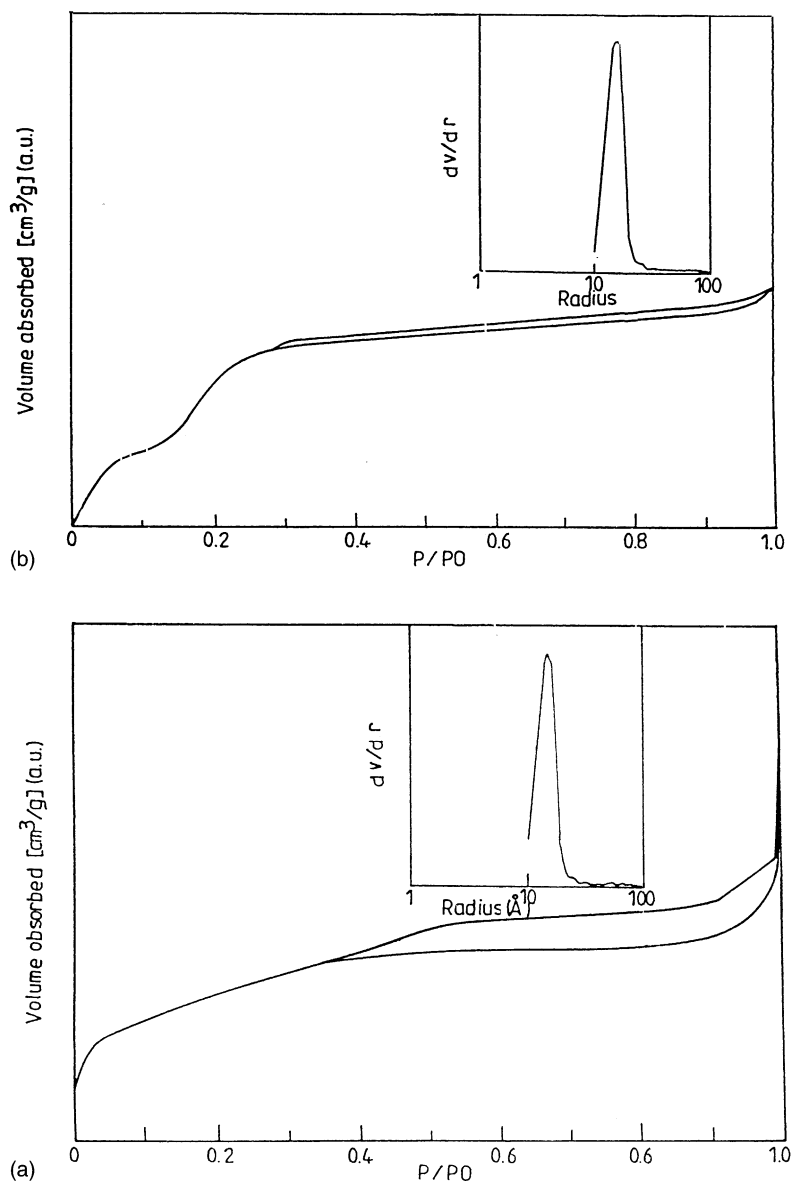 dv/dr
1
10
100
Radius
Volume absorbed [cm³/g] (a.u.)
0
0.2
0.4
0.6
0.8
1.0
P/PO
(b)
dv/dr
1
10
100
Radius (Å)
Volume obsorbed [cm³/g] (a.u.)
0
0.2
0.4
0.6
0.6
1.0
P/PO
(a)